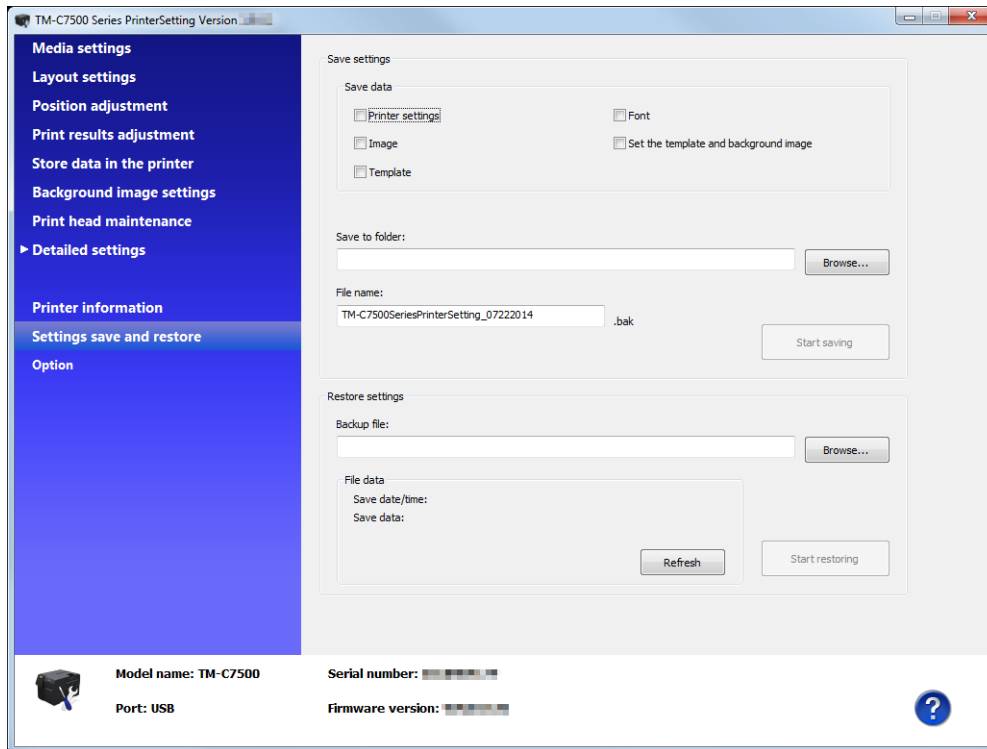 TM-C7500 Series PrinterSetting Version
Media settings
Layout settings
Position adjustment
Print results adjustment
Store data in the printer
Background image settings
Print head maintenance
Detailed settings
Printer information
Settings save and restore
Option
Save settings
Save data
Printer settings
Font
Image
Set the template and background image
Template
Save to folder:
Browse...
File name:
TM-C7500SeriesPrinterSetting_07222014
.bak
Start saving
Restore settings
Backup file:
Browse...
File data
Save date/time:
Save data:
Refresh
Start restoring
Model name: TM-C7500
Serial number:
Port: USB
Firmware version:
?